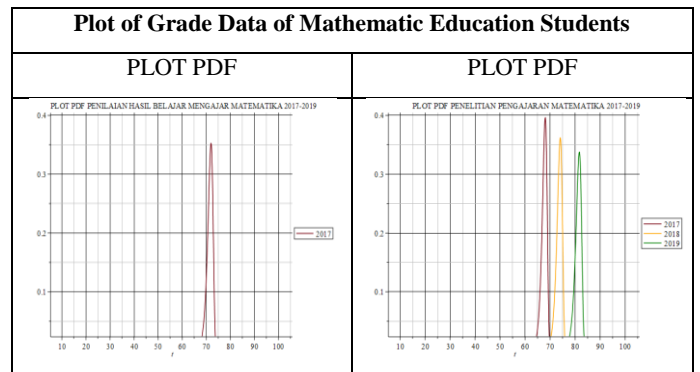 Plot of Grade Data of Mathematic Education Students
PLOT PDF
PLOT PDF
PLOT PDF PENILAIAN HASIL BELAJAR MENGAJAR MATEMATIKA 2017-2019
0.4
0.3
0.2
0.1
10 20 30 40 50 60 70 80 90 100
t
2017
PLOT PDF PENELITIAN PENGAJARAN MATEMATIKA 2017-2019
0.4
0.3
0.2
0.1
10 20 30 40 50 60 70 80 90 100
t
2017
2018
2019